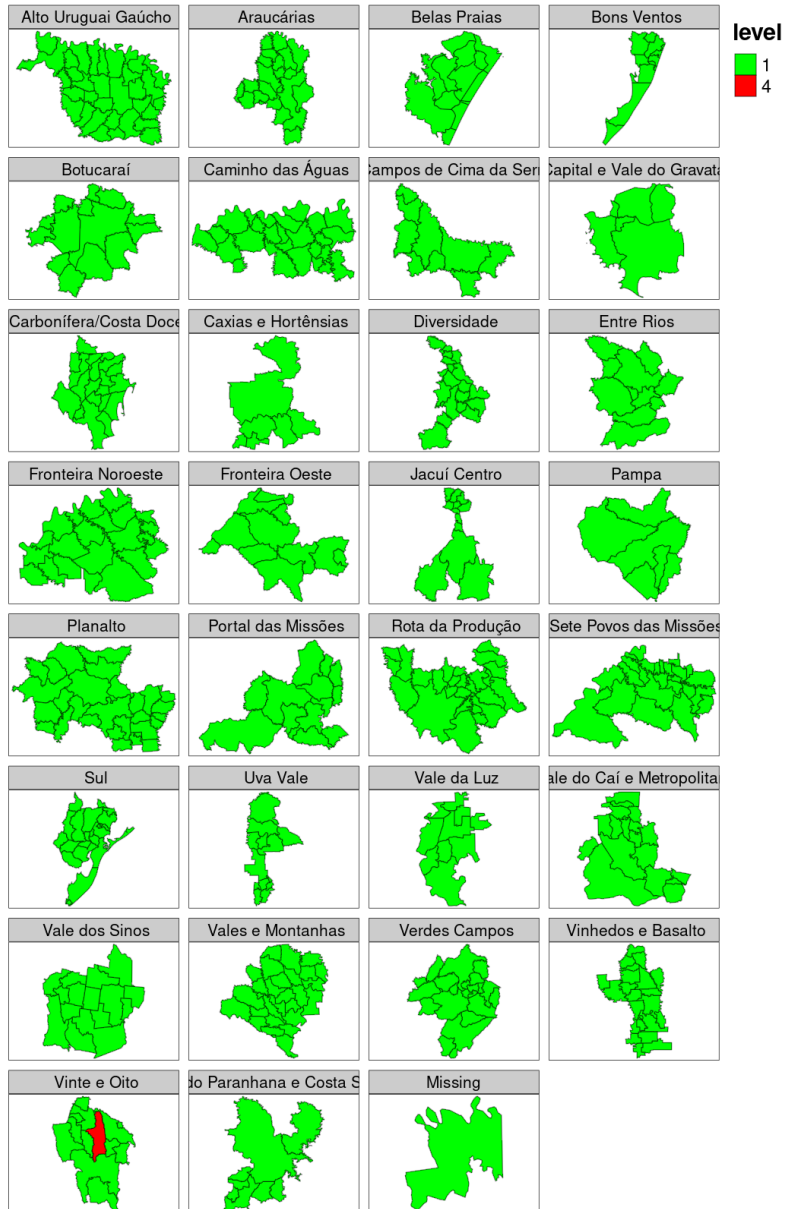 Alto Uruguai Gaúcho
Araucárias
Belas Praias
Bons Ventos
level
1
4
Botucaraí
Caminho das Águas
Campos de Cima da Serr
Capital e Vale do Gravata
Carbonífera/Costa Doce
Caxias e Hortênsias
Diversidade
Entre Rios
Fronteira Noroeste
Fronteira Oeste
Jacuí Centro
Pampa
Planalto
Portal das Missões
Rota da Produção
Sete Povos das Missões
Sul
Uva Vale
Vale da Luz
ale do Caí e Metropolita
Vale dos Sinos
Vales e Montanhas
Verdes Campos
Vinhedos e Basalto
Vinte e Oito
do Paranhana e Costa S
Missing